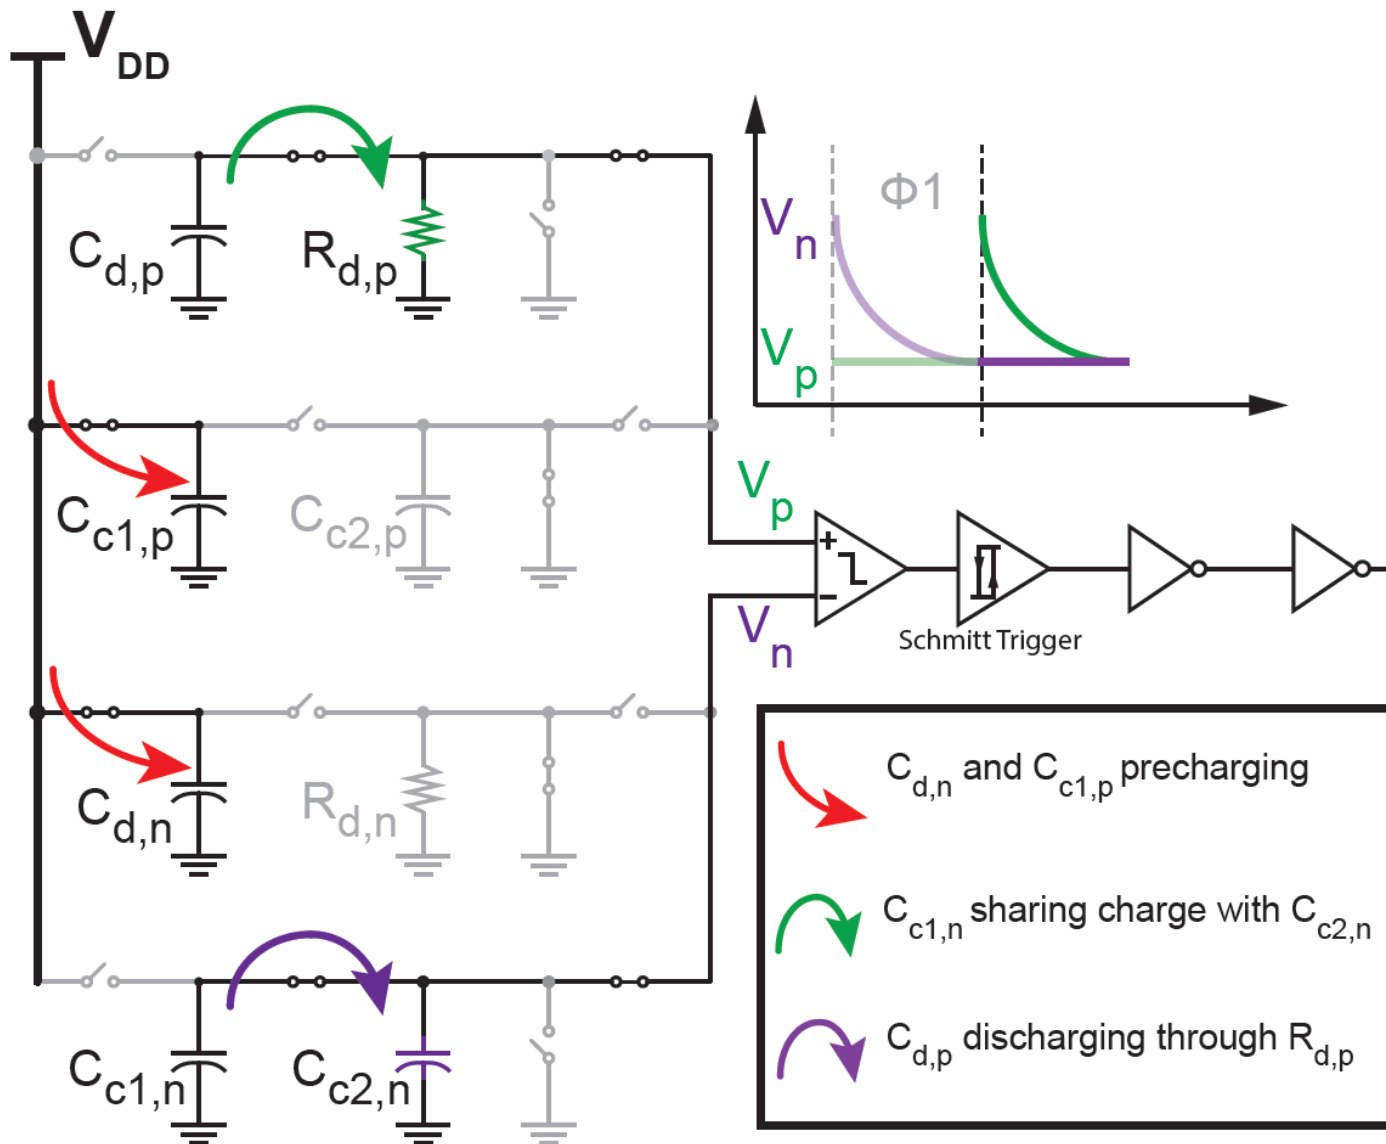 VDD
Cd,p
Rd,p
Vn
Φ1
Vp
Cc1,p
Cc2,p
Vp
+
−
Vn
Schmitt Trigger
Cd,n
Rd,n
Cd,n and Cc1,p precharging
Cc1,n sharing charge with Cc2,n
Cd,p discharging through Rd,p
Cc1,n
Cc2,n